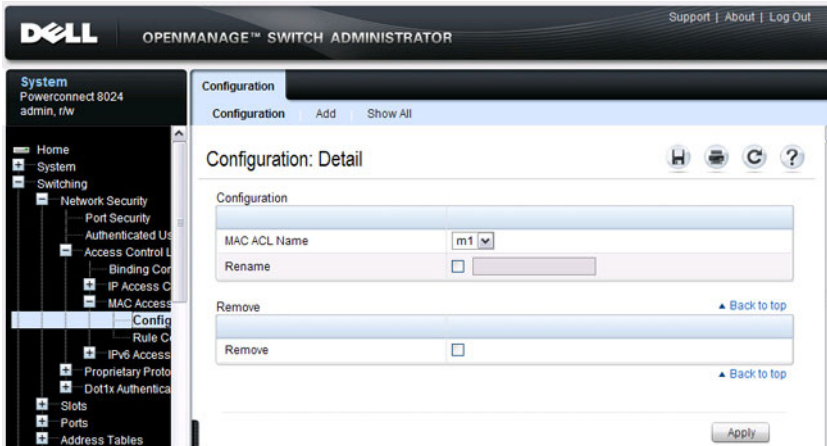 Support | About | Log Out
DELL
OPENMANAGE™ SWITCH ADMINISTRATOR
System
Powerconnect 8024
admin, r/w
Home
System
Switching
Network Security
Port Security
Authenticated Us
Access Control L
Binding Cor
IP Access C
MAC Access
Config
Rule Co
IPv6 Access
Proprietary Proto
Dot1x Authentica
Slots
Ports
Address Tables
Configuration
Configuration Add Show All
Configuration: Detail
?
Configuration
MAC ACL Name m1
Rename
Remove ▲ Back to top
Remove
▲ Back to top
Apply